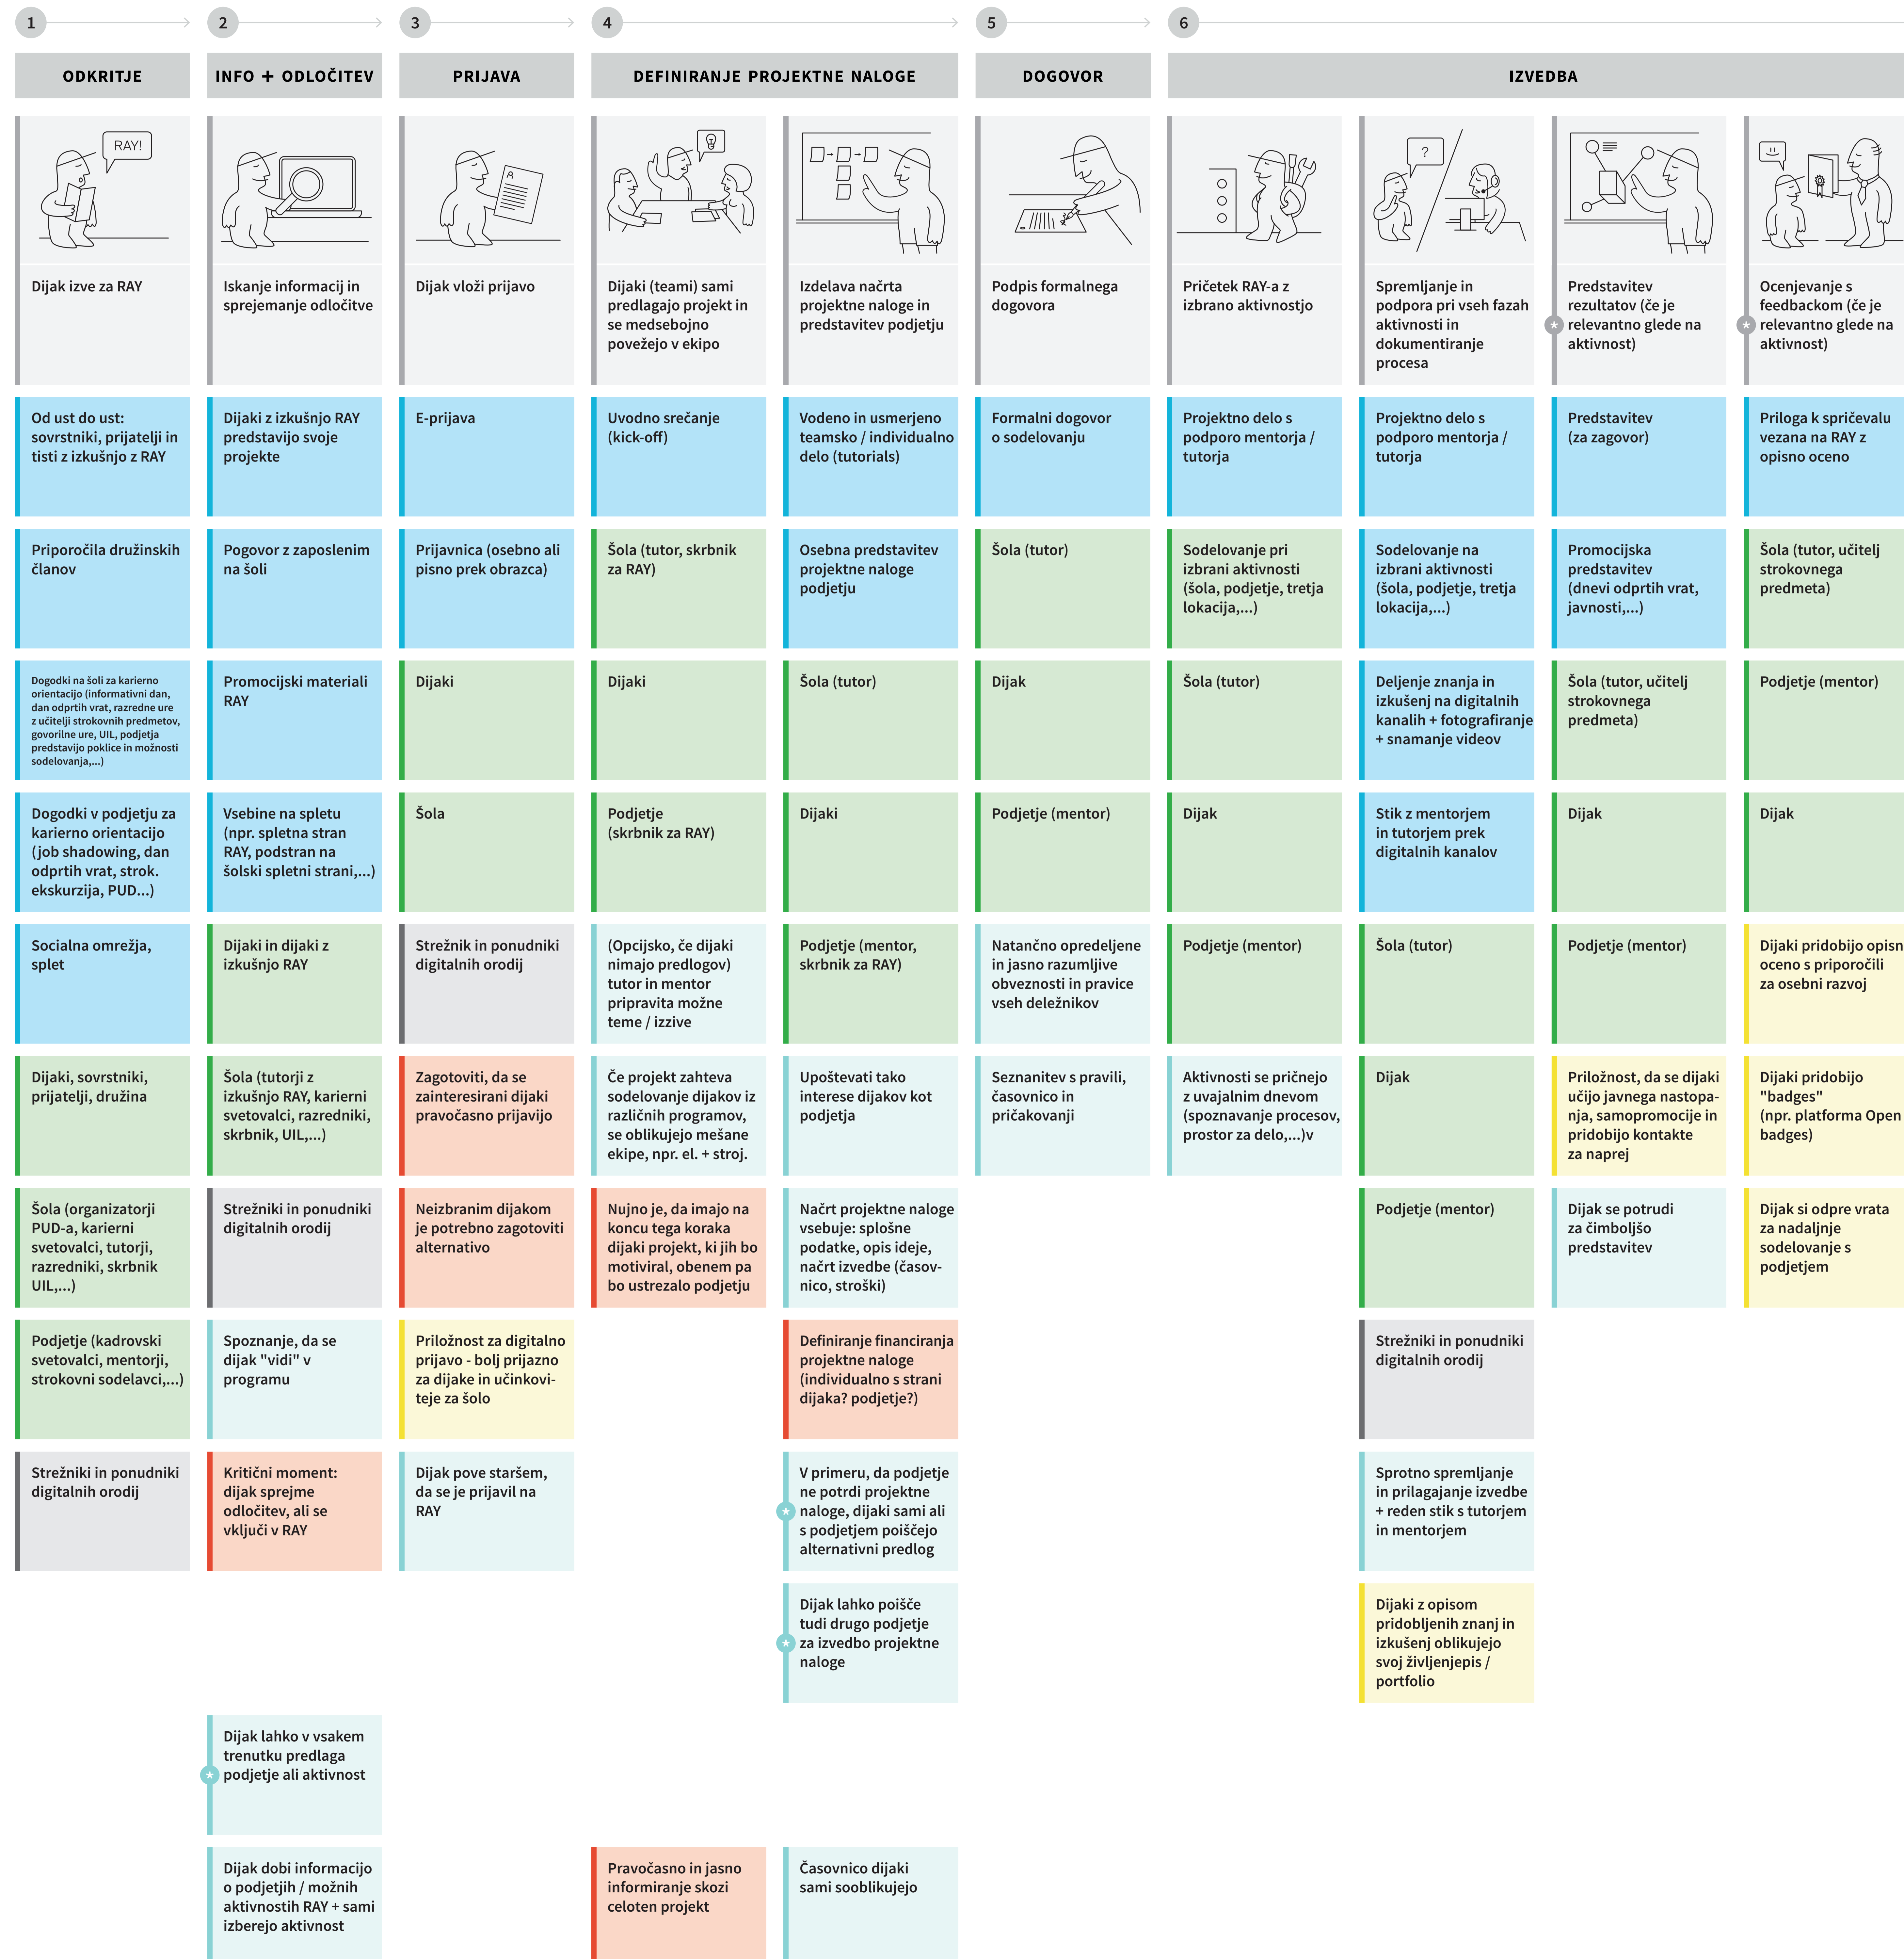 1
2
3
4
5
6
ODKRITJE
INFO + ODLOČITEV
PRIJAVA
DEFINIRANJE PROJEKTNE NALOGE
DOGOVOR
IZVEDBA
RAY!
A
?
Dijak izve za RAY
Iskanje informacij in
sprejemanje odločitve
Dijak vloži prijavo
Dijaki (teami) sami
predlagajo projekt in
se medsebojno
povežejo v ekipo
Izdelava načrta
projektne naloge in
predstavitev podjetju
Podpis formalnega
dogovora
Pričetek RAY-a z
izbrano aktivnostjo
Spremljanje in
podpora pri vseh fazah
aktivnosti in
dokumentiranje
procesa
Predstavitev
rezultatov (če je
relevantno glede na
aktivnost)
Ocenjevanje s
feedbackom (če je
relevantno glede na
aktivnost)
Od ust do ust:
sovrstniki, prijatelji in
tisti z izkušnjo z RAY
Dijaki z izkušnjo RAY
predstavijo svoje
projekte
E-prijava
Uvodno srečanje
(kick-off)
Vodeno in usmerjeno
teamsko / individualno
delo (tutorials)
Formalni dogovor
o sodelovanju
Projektno delo s
podporo mentorja /
tutorja
Projektno delo s
podporo mentorja /
tutorja
Predstavitev
(za zagovor)
Priloga k spričevalu
vezana na RAY z
opisno oceno
Priporočila družinskih
članov
Pogovor z zaposlenim
na šoli
Prijavnica (osebno ali
pisno prek obrazca)
Šola (tutor, skrbnik
za RAY)
Osebna predstavitev
projektne naloge
podjetju
Šola (tutor)
Sodelovanje pri
izbrani aktivnosti
(šola, podjetje, tretja
lokacija,...)
Sodelovanje na
izbrani aktivnosti
(šola, podjetje, tretja
lokacija,...)
Promocijska
predstavitev
(dnevi odprtih vrat,
javnosti,...)
Šola (tutor, učitelj
strokovnega
predmeta)
Dogodki na šoli za karierno
orientacijo (informativni dan,
dan odprtih vrat, razredne ure
z učitelji strokovnih predmetov,
govorilne ure, UIL, podjetja
predstavijo poklice in možnosti
sodelovanja,...)
Promocijski materiali
RAY
Dijaki
Dijaki
Šola (tutor)
Dijak
Šola (tutor)
Deljenje znanja in
izkušenj na digitalnih
kanalih + fotografiranje
+ snamanje videov
Šola (tutor, učitelj
strokovnega
predmeta)
Podjetje (mentor)
Dogodki v podjetju za
karierno orientacijo
(job shadowing, dan
odprtih vrat, strok.
ekskurzija, PUD...)
Vsebine na spletu
(npr. spletna stran
RAY, podstran na
šolski spletni strani,...)
Šola
Podjetje
(skrbnik za RAY)
Dijaki
Podjetje (mentor)
Dijak
Stik z mentorjem
in tutorjem prek
digitalnih kanalov
Dijak
Dijak
Socialna omrežja,
splet
Dijaki in dijaki z
izkušnjo RAY
Strežnik in ponudniki
digitalnih orodij
(Opcijsko, če dijaki
nimajo predlogov)
tutor in mentor
pripravita možne
teme / izzive
Podjetje (mentor,
skrbnik za RAY)
Natančno opredeljene
in jasno razumljive
obveznosti in pravice
vseh deležnikov
Podjetje (mentor)
Šola (tutor)
Podjetje (mentor)
Dijaki pridobijo opisn
oceno s priporočili
za osebni razvoj
Dijaki, sovrstniki,
prijatelji, družina
Šola (tutorji z
izkušnjo RAY, karierni
svetovalci, razredniki,
skrbnik, UIL,...)
Zagotoviti, da se
zainteresirani dijaki
pravočasno prijavijo
Če projekt zahteva
sodelovanje dijakov iz
različnih programov,
se oblikujejo mešane
ekipe, npr. el. + stroj.
Upoštevati tako
interese dijakov kot
podjetja
Seznanitev s pravili,
časovnico in
pričakovanji
Aktivnosti se pričnejo
z uvajalnim dnevom
(spoznavanje procesov,
prostor za delo,...)v
Dijak
Priložnost, da se dijaki
učijo javnega nastopa-
nja, samopromocije in
pridobijo kontakte
za naprej
Dijaki pridobijo
"badges"
(npr. platforma Open
badges)
Šola (organizatorji
PUD-a, karierni
svetovalci, tutorji,
razredniki, skrbnik
UIL,...)
Strežniki in ponudniki
digitalnih orodij
Neizbranim dijakom
je potrebno zagotoviti
alternativo
Nujno je, da imajo na
koncu tega koraka
dijaki projekt, ki jih bo
motiviral, obenem pa
bo ustrezalo podjetju
Načrt projektne naloge
vsebuje: splošne
podatke, opis ideje,
načrt izvedbe (časov-
nico, stroški)
Podjetje (mentor)
Dijak se potrudi
za čimboljšo
predstavitev
Dijak si odpre vrata
za nadaljnje
sodelovanje s
podjetjem
Podjetje (kadrovski
svetovalci, mentorji,
strokovni sodelavci,...)
Spoznanje, da se
dijak "vidi" v
programu
Priložnost za digitalno
prijavo - bolj prijazno
za dijake in učinkovi-
teje za šolo
Definiranje financiranja
projektne naloge
(individualno s strani
dijaka? podjetje?)
Strežniki in ponudniki
digitalnih orodij
Strežniki in ponudniki
digitalnih orodij
Kritični moment:
dijak sprejme
odločitev, ali se
vključi v RAY
Dijak pove staršem,
da se je prijavil na
RAY
V primeru, da podjetje
ne potrdi projektne
naloge, dijaki sami ali
s podjetjem poiščejo
alternativni predlog
Sprotno spremljanje
in prilagajanje izvedbe
+ reden stik s tutorjem
in mentorjem
Dijak lahko poišče
tudi drugo podjetje
za izvedbo projektne
naloge
Dijaki z opisom
pridobljenih znanj in
izkušenj oblikujejo
svoj življenjepis /
portfolio
Dijak lahko v vsakem
trenutku predlaga
podjetje ali aktivnost
Dijak dobi informacijo
o podjetjih / možnih
aktivnostih RAY + sami
izberejo aktivnost
Pravočasno in jasno
informiranje skozi
celoten projekt
Časovnico dijaki
sami sooblikujejo